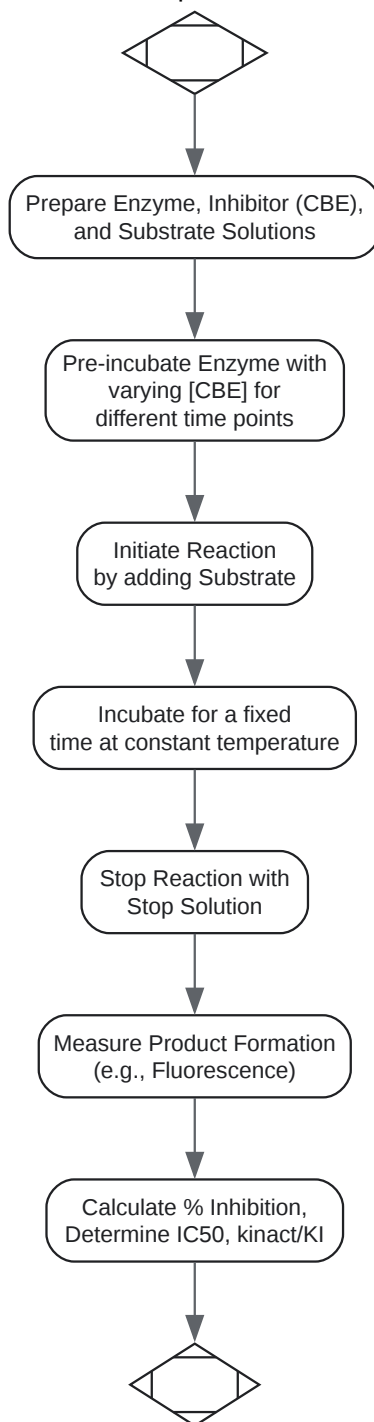 Prepare Enzyme, Inhibitor (CBE),
and Substrate Solutions
Pre-incubate Enzyme with
varying [CBE] for
different time points
Initiate Reaction
by adding Substrate
Incubate for a fixed
time at constant temperature
Stop Reaction with
Stop Solution
Measure Product Formation
(e.g., Fluorescence)
Calculate % Inhibition,
Determine IC50, kinact/KI